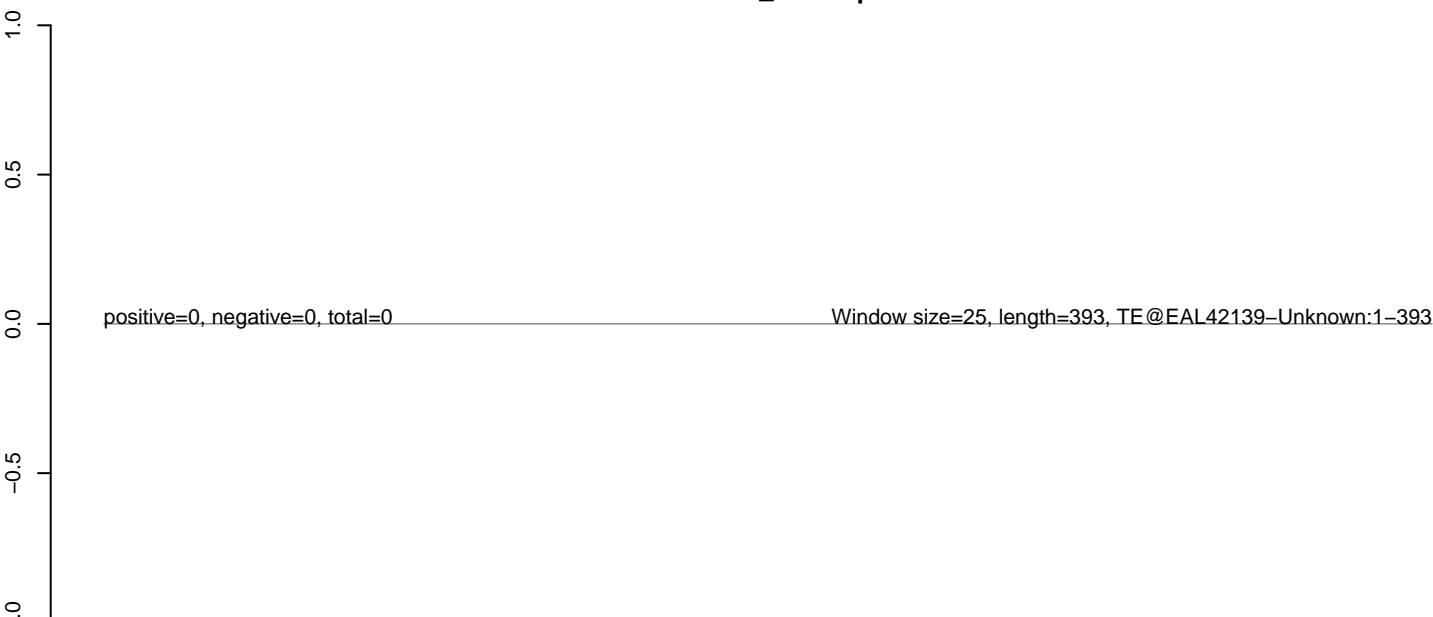 1.0
0.5
positive=0, negative=0, total=0 Window size=25, length=393, TE@EAL42139−Unknown:1−393
0.0
−0.5